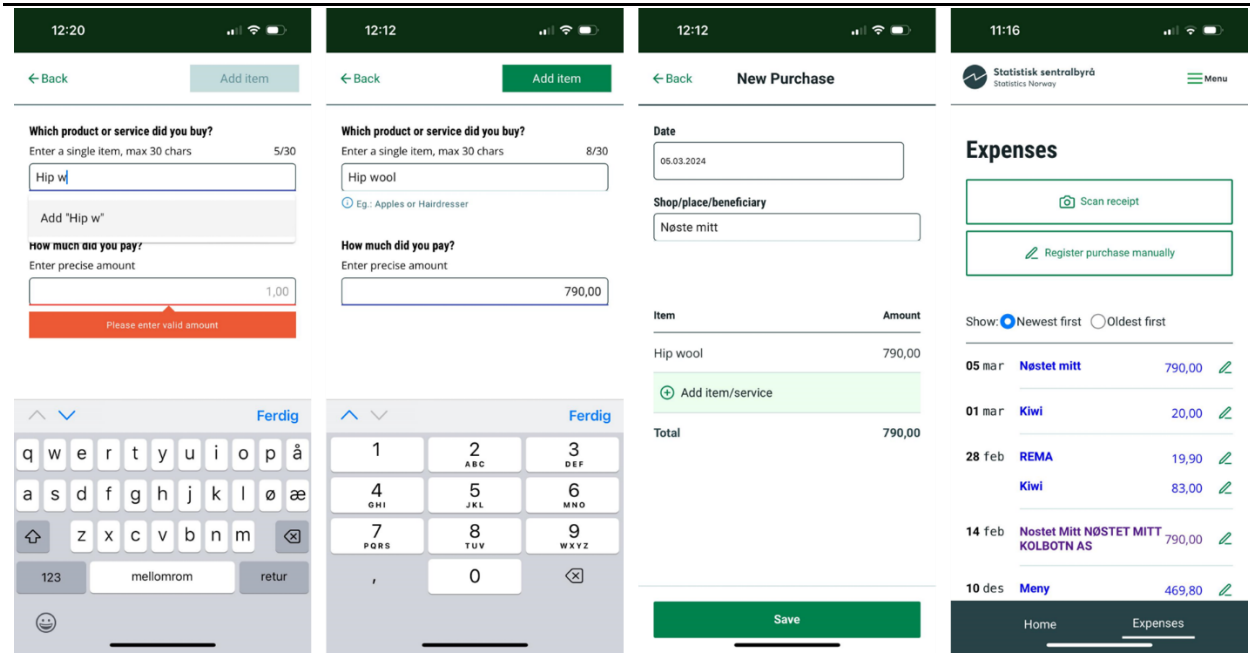 12:20
← Back
Add item
Which product or service did you buy?
Enter a single item, max 30 chars 5/30
Hip w
Add "Hip w"
How much did you pay?
Enter precise amount
1,00
Please enter valid amount
Ferdig
q w e r t y u i o p å
a s d f g h j k l ø æ
z x c v b n m
123 mellomrom retur
12:12
← Back
Add item
Which product or service did you buy?
Enter a single item, max 30 chars 8/30
Hip wool
Eg.: Apples or Hairdresser
How much did you pay?
Enter precise amount
790,00
Ferdig
1 2 3
ABC DEF
4 5 6
GHI JKL MNO
7 8 9
PQRS TUV WXYZ
, 0
12:12
← Back New Purchase
Date
05.03.2024
Shop/place/beneficiary
Nøste mitt
Item Amount
Hip wool 790,00
Add item/service
Total 790,00
Save
11:16
Statistisk sentralbyrå
Statistics Norway
Menu
Expenses
Scan receipt
Register purchase manually
Show: Newest first Oldest first
05 mar Nøstet mitt 790,00
01 mar Kiwi 20,00
28 feb REMA 19,90
Kiwi 83,00
14 feb Nostet Mitt NØSTET MITT 790,00
KOLBOTN AS
10 des Meny 469,80
Home Expenses